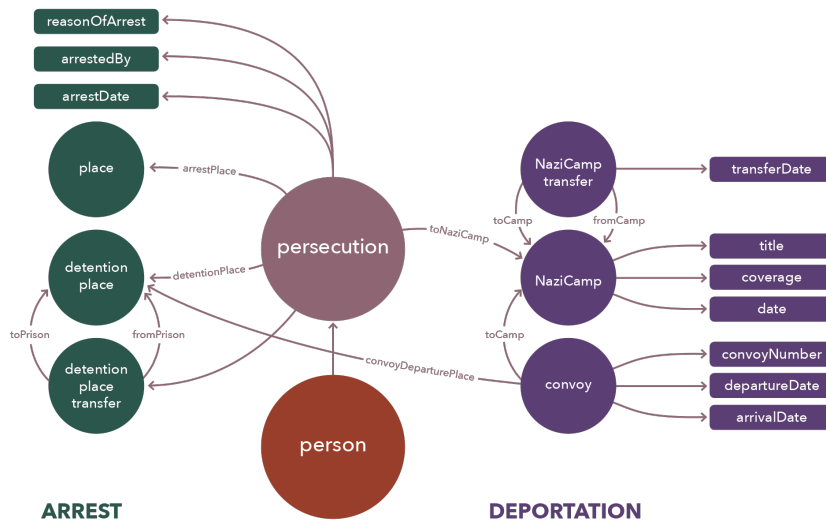 reasonOfArrest
arrestedBy
arrestDate
place
arrestPlace
persecution
detention
place
detentionPlace
toPrison
fromPrison
detention
place
transfer
person
ARREST
NaziCamp
transfer
transferDate
toCamp
fromCamp
toNaziCamp
NaziCamp
title
coverage
date
toCamp
convoyDeparturePlace
convoy
convoyNumber
departureDate
arrivalDate
DEPORTATION